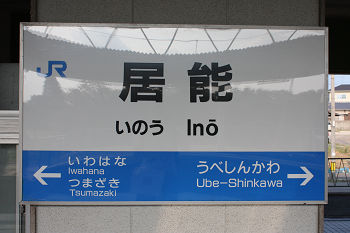 JR
居能
いのう Inō
いわはな
Iwahana
つまざき
Tsumazaki
うべしんかわ
Ube-Shinkawa